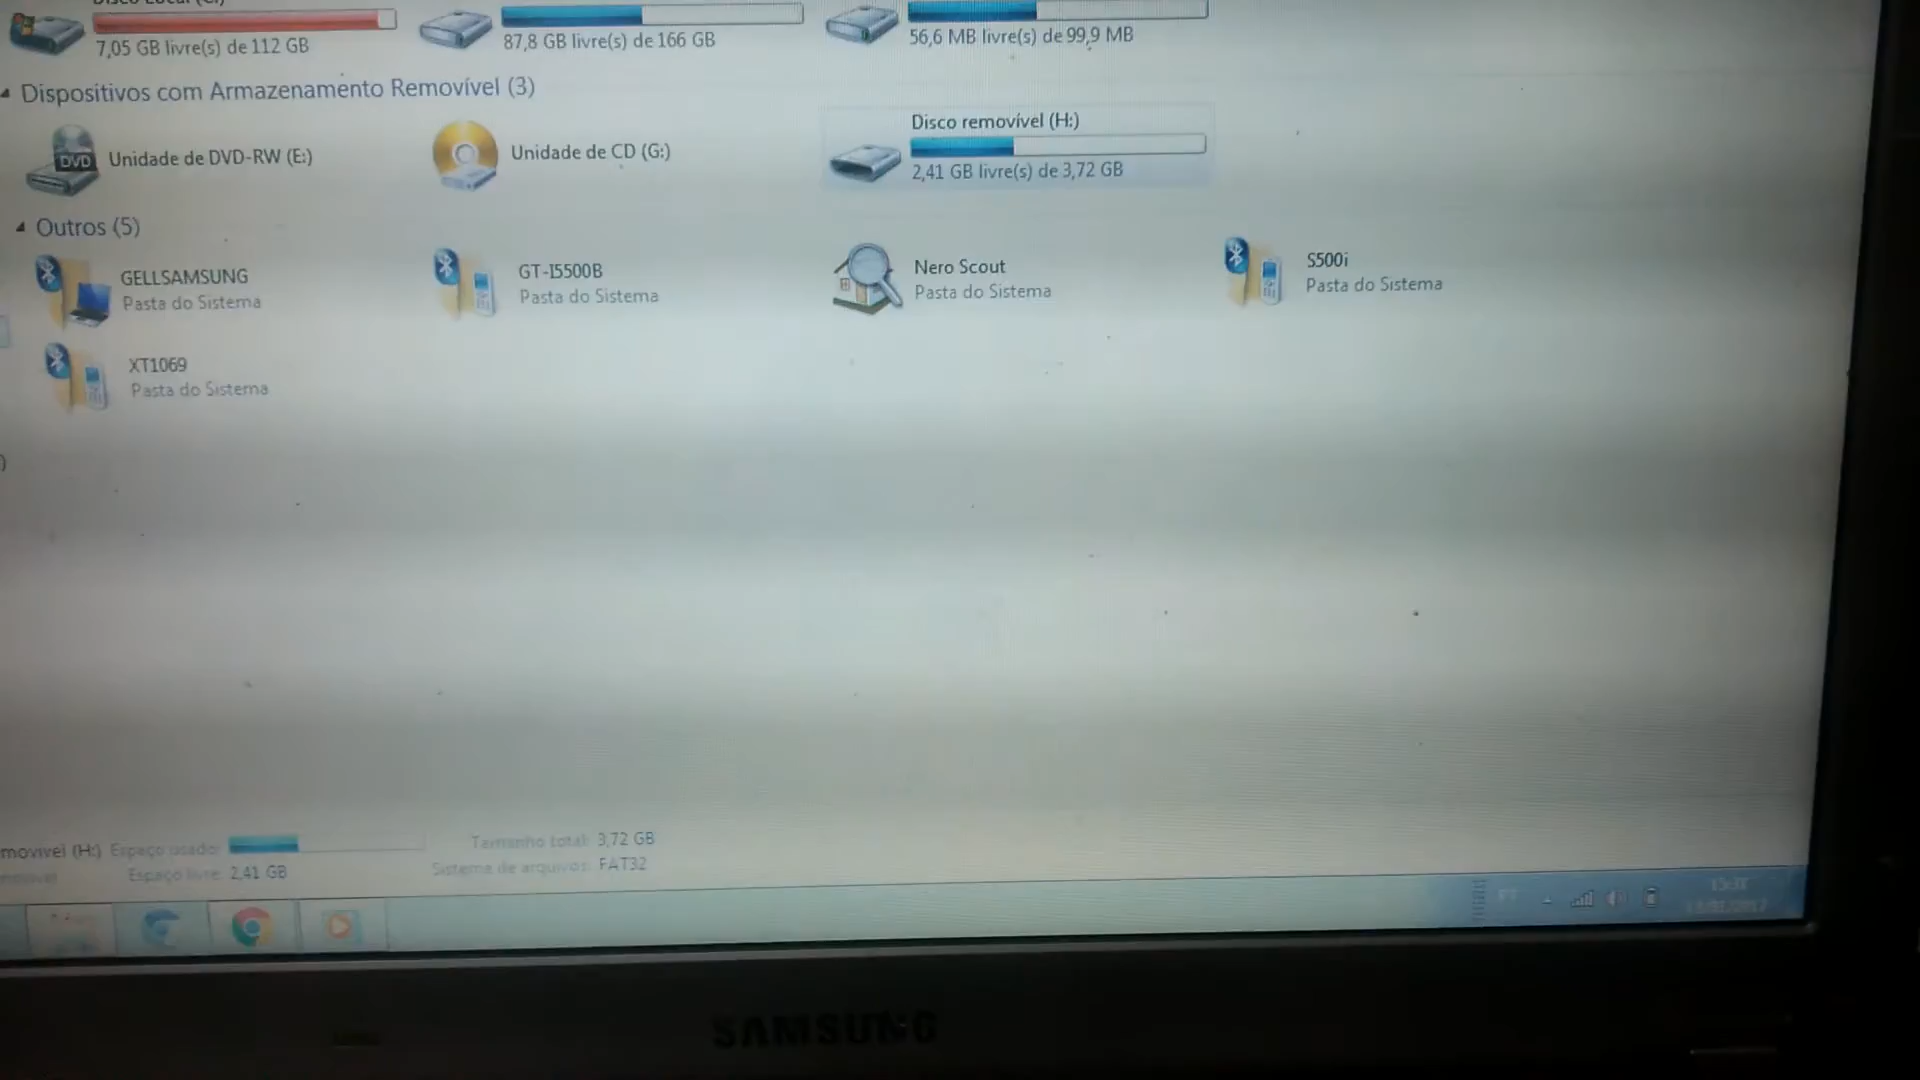 7,05 GB livre(s) de 112 GB
87,8 GB livre(s) de 166 GB
56,6 MB livre(s) de 99,9 MB
Dispositivos com Armazenamento Removível (3)
DVD
Unidade de DVD-RW (E:)
Unidade de CD (G:)
Disco removível (H:)
2,41 GB livre(s) de 3,72 GB
Outros (5)
GELLSAMSUNG
Pasta do Sistema
GT-I5500B
Pasta do Sistema
Nero Scout
Pasta do Sistema
S500i
Pasta do Sistema
XT1069
Pasta do Sistema
movível (H:) Espaço usado:
Tamanho total: 3,72 GB
Espaço livre: 2,41 GB
Sistema de arquivos: FAT32
PT
SAMSUNG